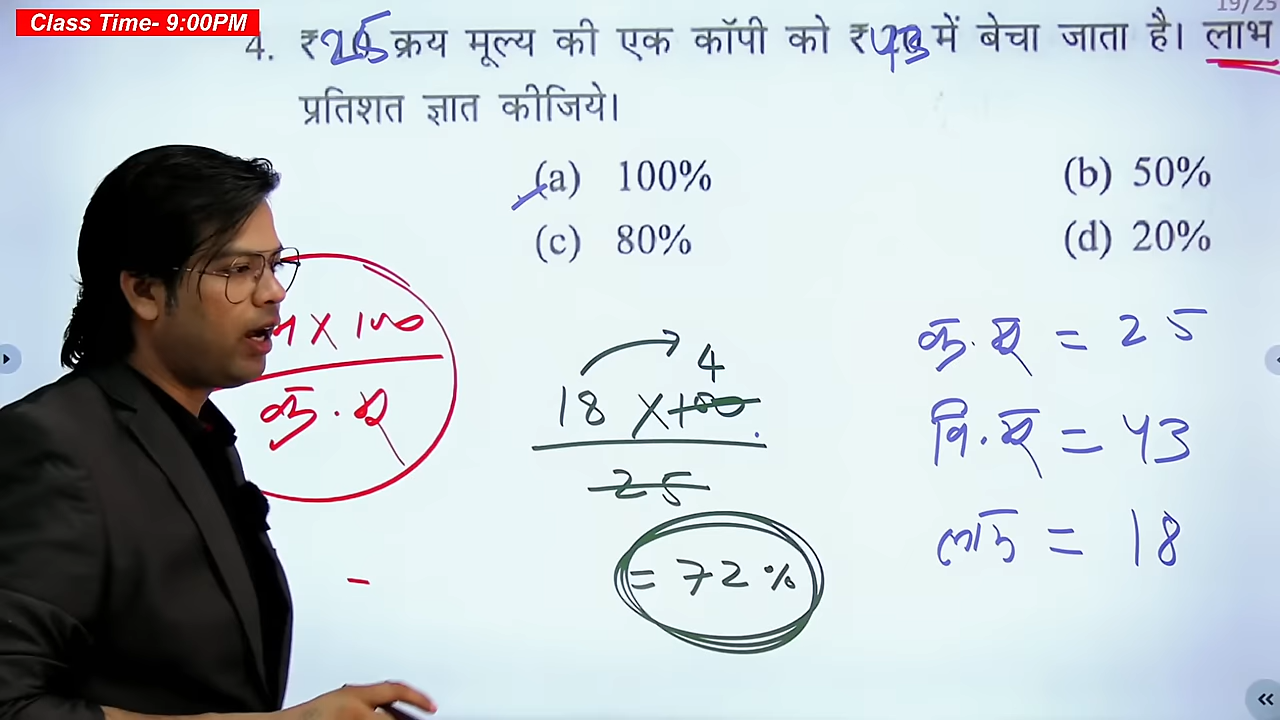 Class Time- 9:00PM
19/25
4. ₹25 क्रय मूल्य की एक कॉपी को ₹43 में बेचा जाता है। लाभ
प्रतिशत ज्ञात कीजिये।
(a) 100% (b) 50%
(c) 80% (d) 20%
× 100
क्र. मू
4
18 × 100
25
= 72%
क्र. मू = 25
वि. मू = 43
लाभ = 18